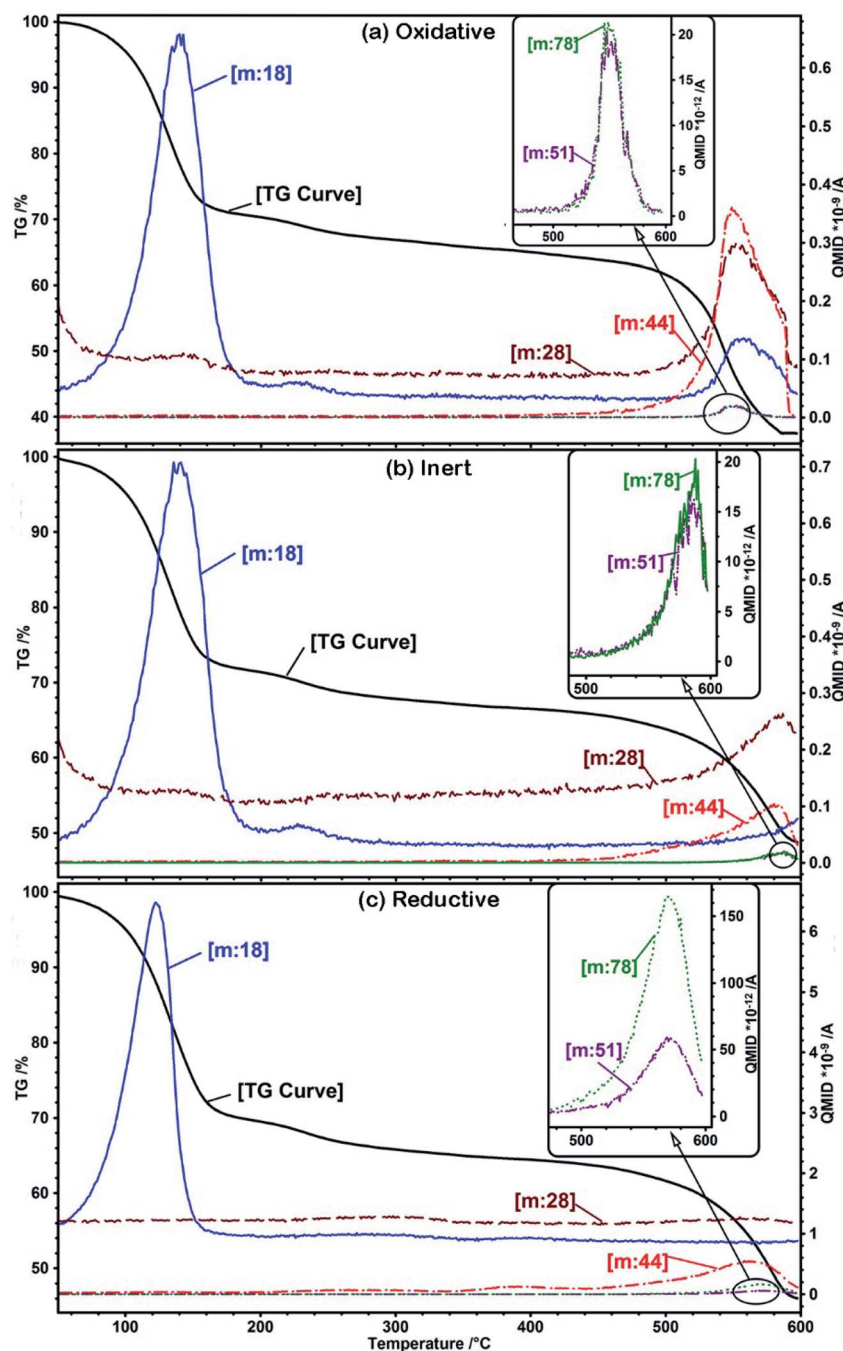 (a) Oxidative
100
90
80
70
60
50
40
TG /%
[m:18]
[TG Curve]
[m:28]
[m:44]
0.6
0.5
0.4
0.3
0.2
0.1
0.0
QMID *10-9 /A
[m:78]
[m:51]
20
15
10
5
0
QMID *10-12 /A
500
600
(b) Inert
100
90
80
70
60
50
TG /%
[m:18]
[TG Curve]
[m:28]
[m:44]
0.7
0.6
0.5
0.4
0.3
0.2
0.1
0.0
QMID *10-9 /A
[m:78]
[m:51]
20
15
10
5
0
QMID *10-12 /A
500
600
(c) Reductive
100
90
80
70
60
50
TG /%
[m:18]
[TG Curve]
[m:28]
[m:44]
6
5
4
3
2
1
0
QMID *10-9 /A
[m:78]
[m:51]
150
100
50
0
QMID *10-12 /A
500
600
100
200
300
400
500
600
Temperature /°C